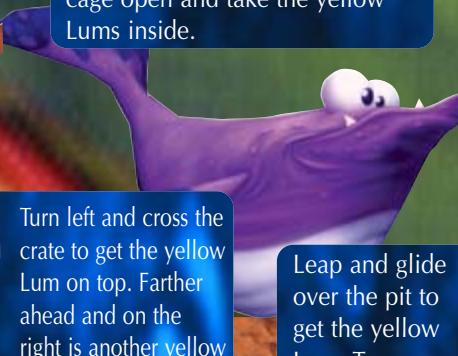 cage open and take the yellow
Lums inside.
Turn left and cross the
crate to get the yellow
Lum on top. Farther
ahead and on the
right is another yellow
Leap and glide
over the pit to
get the yellow